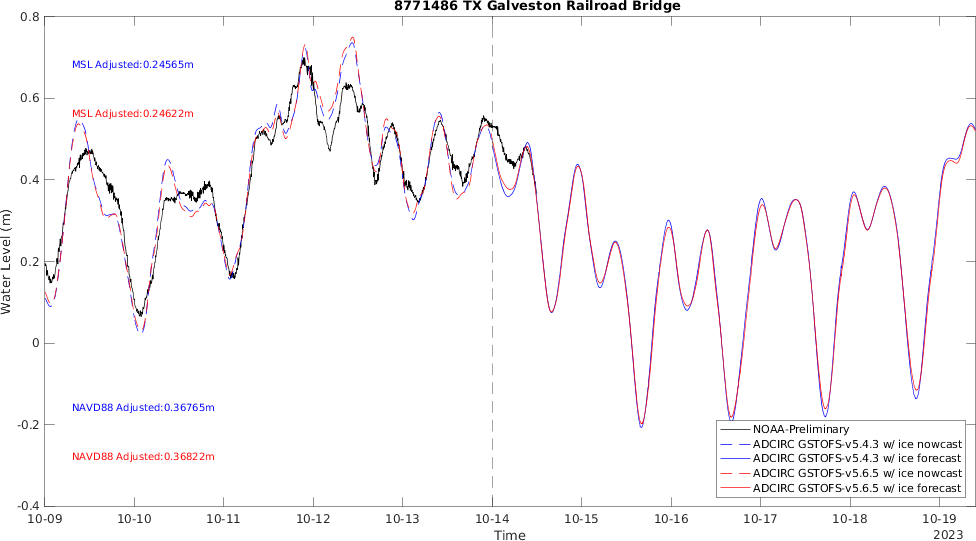 8771486 TX Galveston Railroad Bridge
0.8
0.6
0.4
0.2
0
-0.2
-0.4
Water Level (m)
MSL Adjusted:0.24565m
MSL Adjusted:0.24622m
NAVD88 Adjusted:0.36765m
NAVD88 Adjusted:0.36822m
NOAA-Preliminary
ADCIRC GSTOFS-v5.4.3 w/ ice nowcast
ADCIRC GSTOFS-v5.4.3 w/ ice forecast
ADCIRC GSTOFS-v5.6.5 w/ ice nowcast
ADCIRC GSTOFS-v5.6.5 w/ ice forecast
10-09 10-10 10-11 10-12 10-13 10-14 10-15 10-16 10-17 10-18 10-19
Time
2023